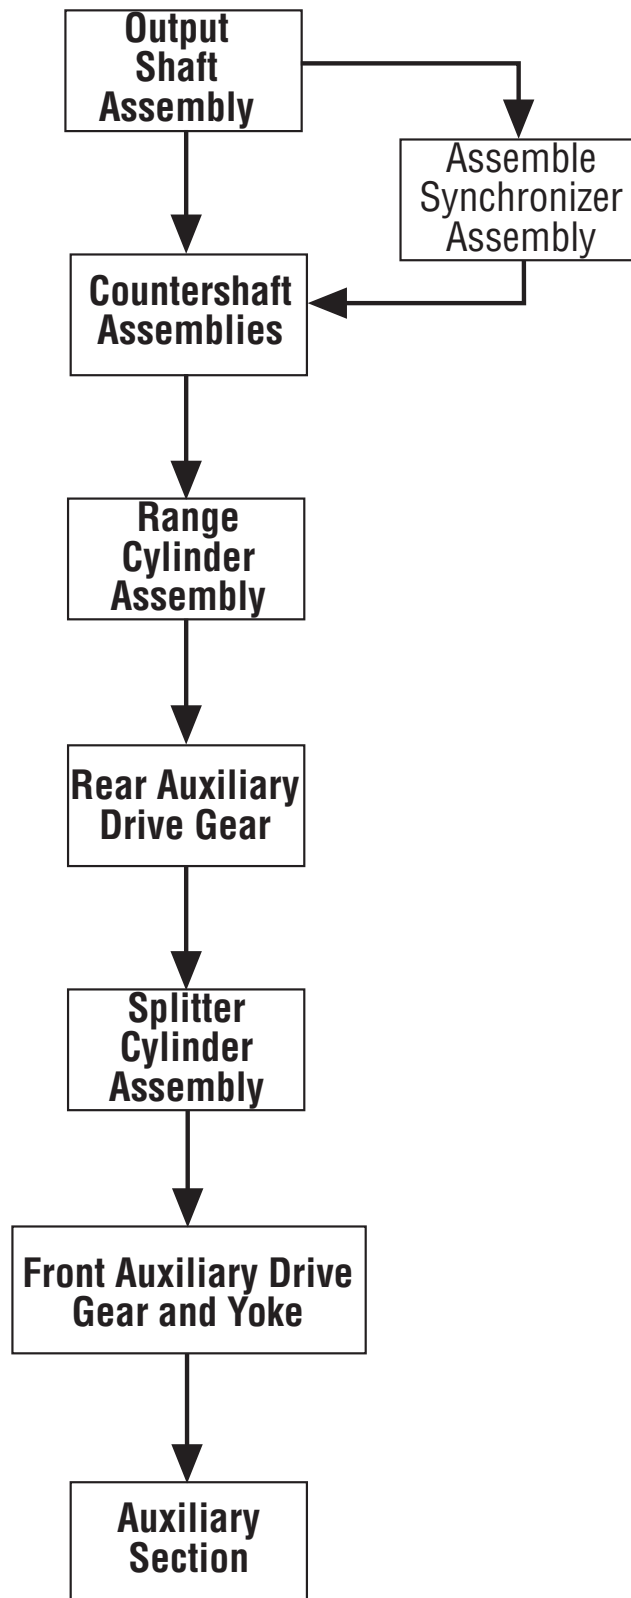 Output
Shaft
Assembly
Assemble
Synchronizer
Assembly
Countershaft
Assemblies
Range
Cylinder
Assembly
Rear Auxiliary
Drive Gear
Splitter
Cylinder
Assembly
Front Auxiliary Drive
Gear and Yoke
Auxiliary
Section